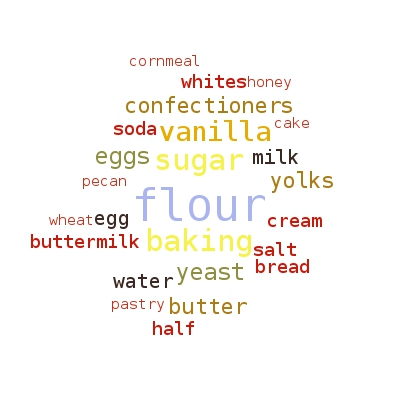 cornmeal
whites honey
confectioners
soda vanilla cake
eggs sugar milk
pecan yolks
flour
wheat egg cream
buttermilk baking salt
yeast bread
water
pastry butter
half